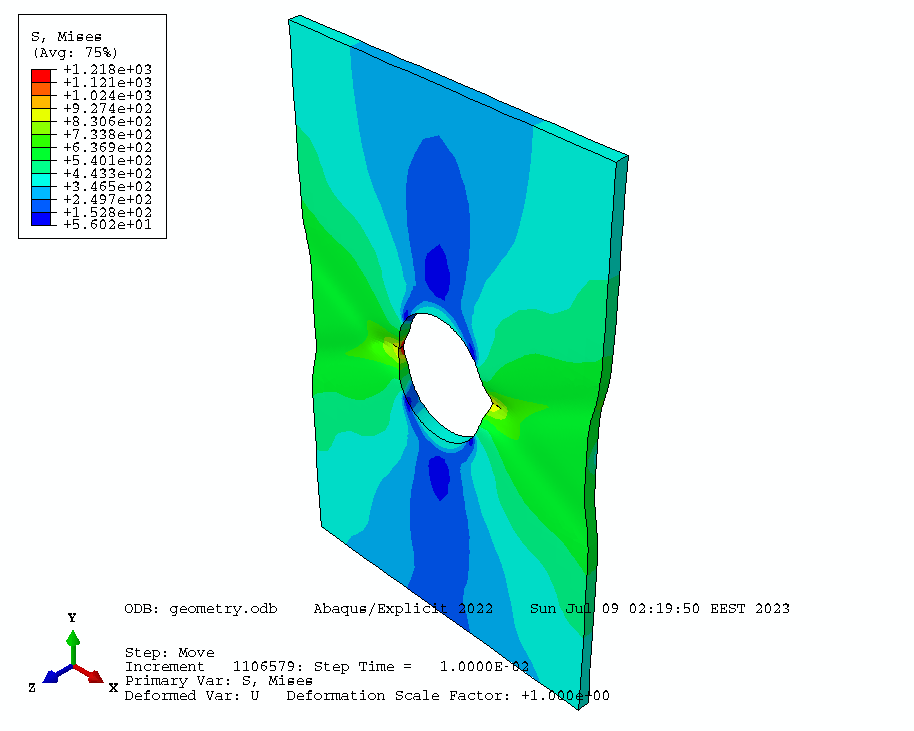 S, Mises
(Avg: 75%)
+1.218e+03
+1.121e+03
+1.024e+03
+9.274e+02
+8.306e+02
+7.338e+02
+6.369e+02
+5.401e+02
+4.433e+02
+3.465e+02
+2.497e+02
+1.528e+02
+5.602e+01
ODB: geometry.odb Abaqus/Explicit 2022 Sun Jul 09 02:19:50 EEST 2023
Y
Z
X
Step: Move
Increment 1106579: Step Time = 1.0000E-02
Primary Var: S, Mises
Deformed Var: U Deformation Scale Factor: +1.000e+00